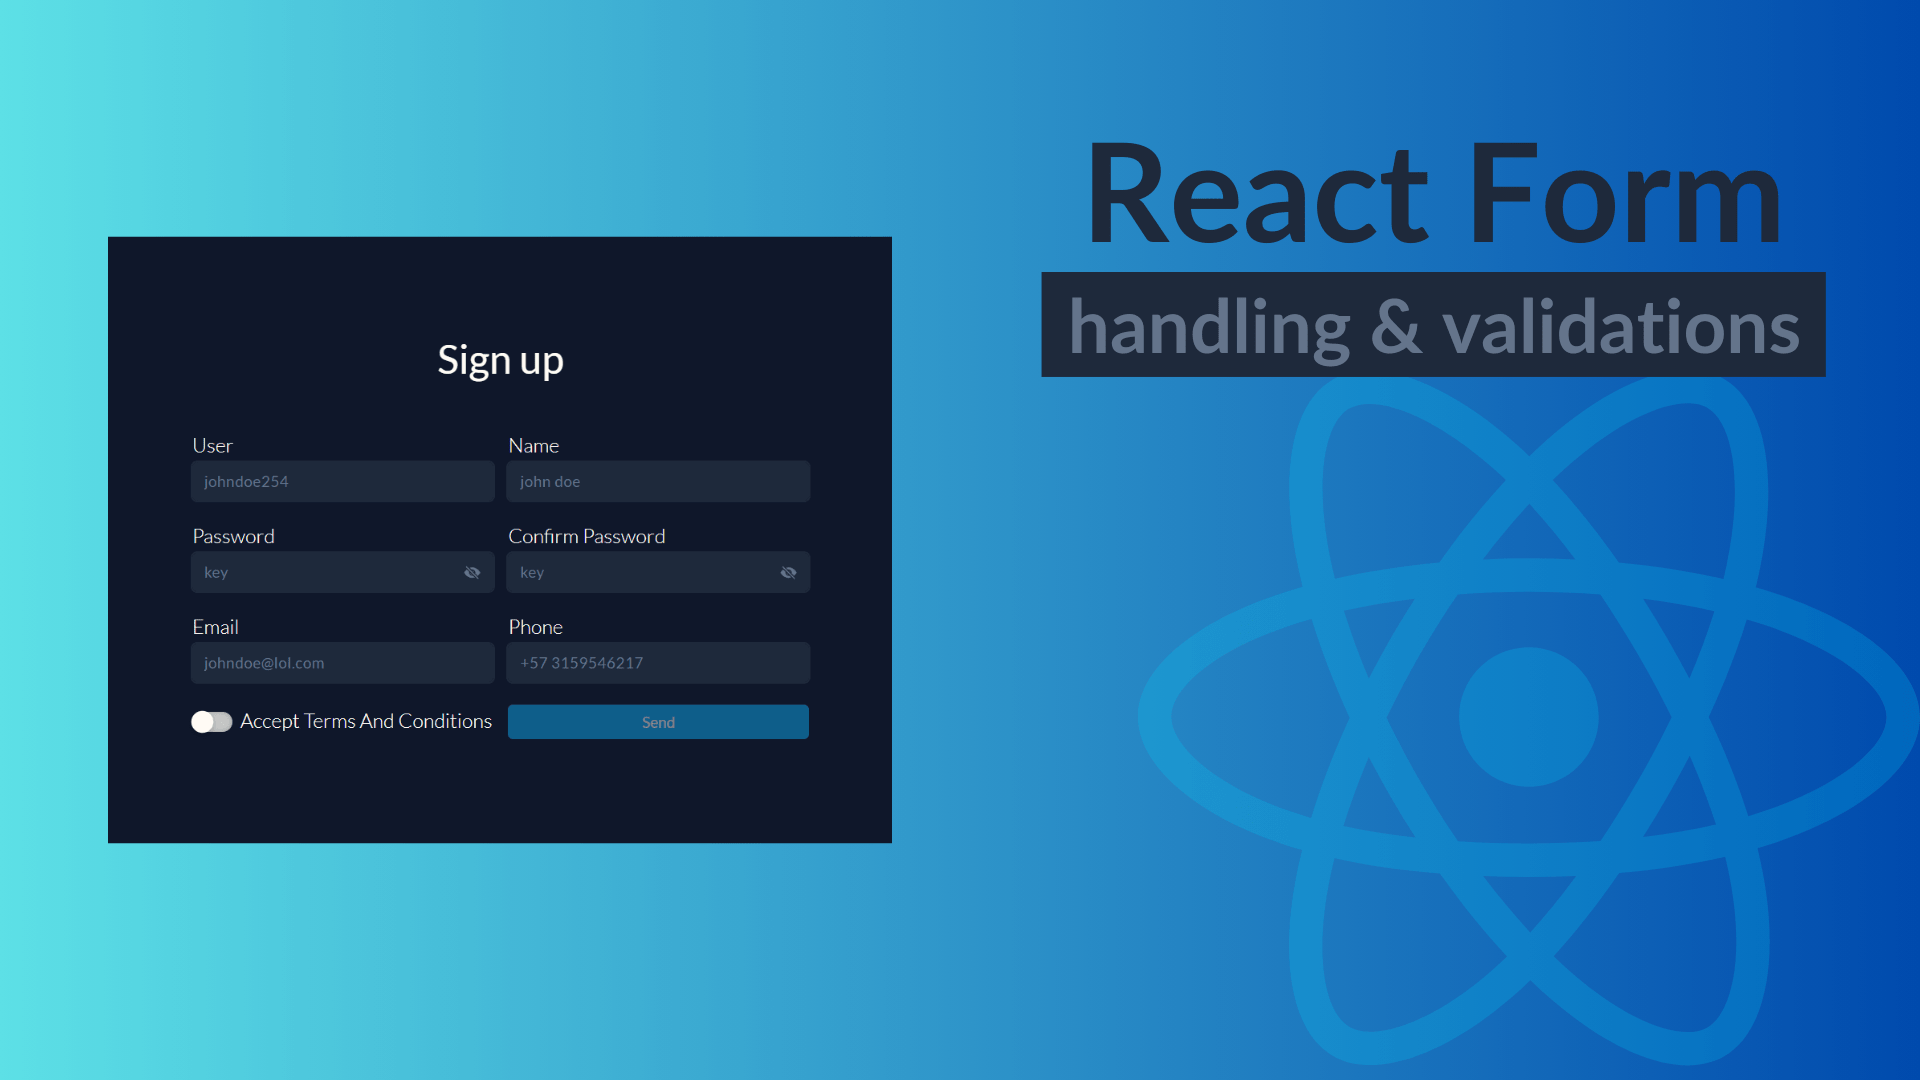 React Form
handling & validations
Sign up
User
Name
johndoe254
john doe
Password
Confirm Password
key
key
Email
Phone
johndoe@lol.com
+57 3159546217
Accept Terms And Conditions
Send